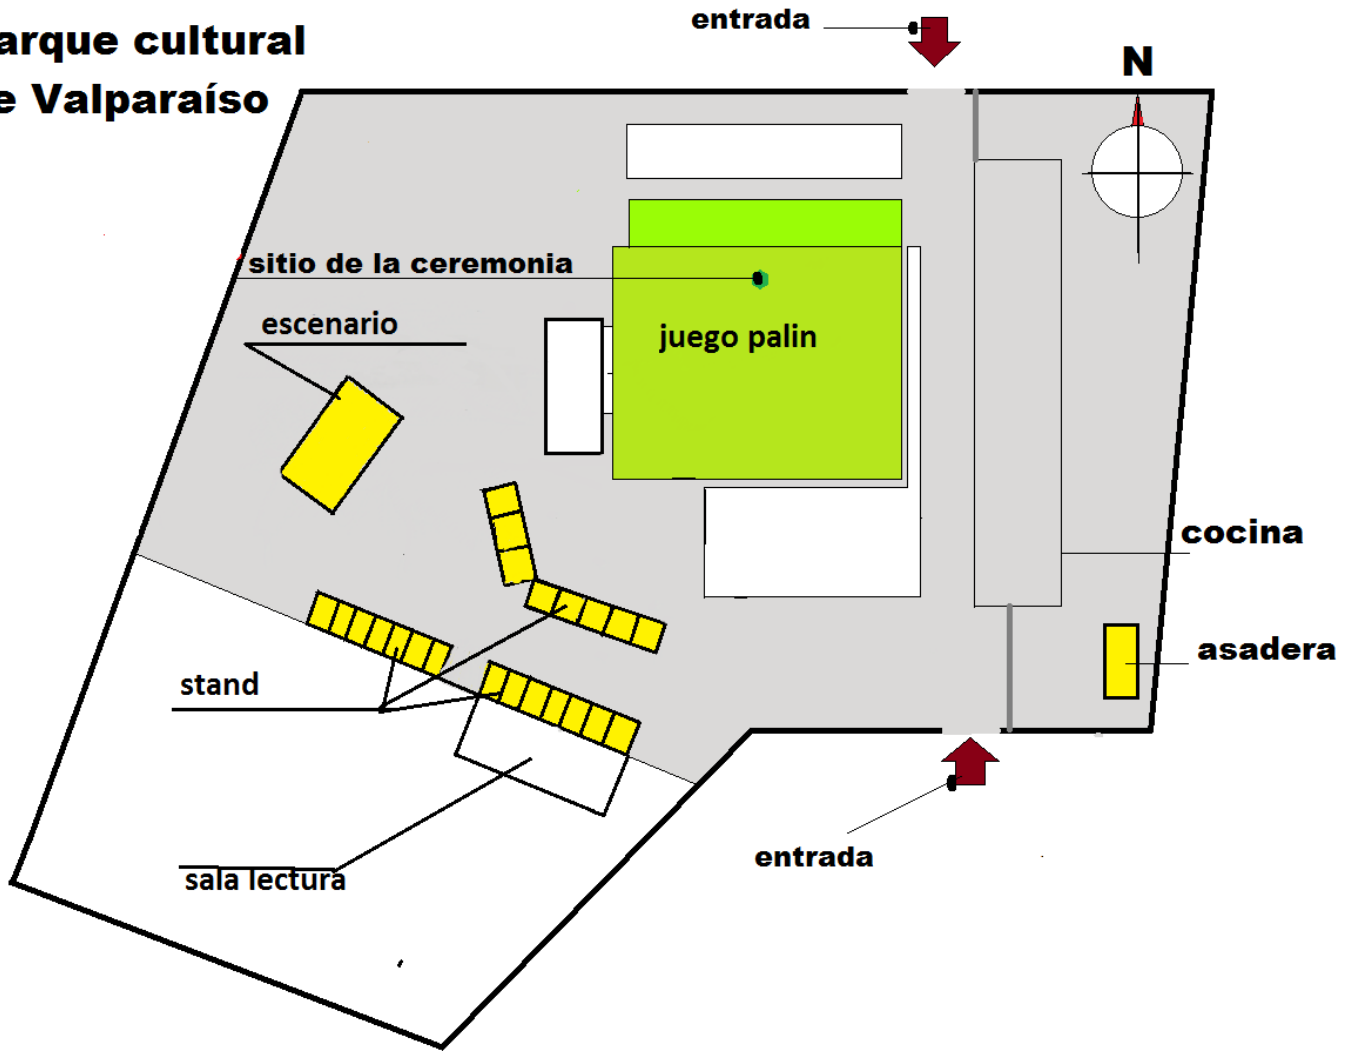 arque cultural
e Valparaíso
entrada
N
sitio de la ceremonia
escenario
juego palin
cocina
asadera
stand
entrada
sala lectura